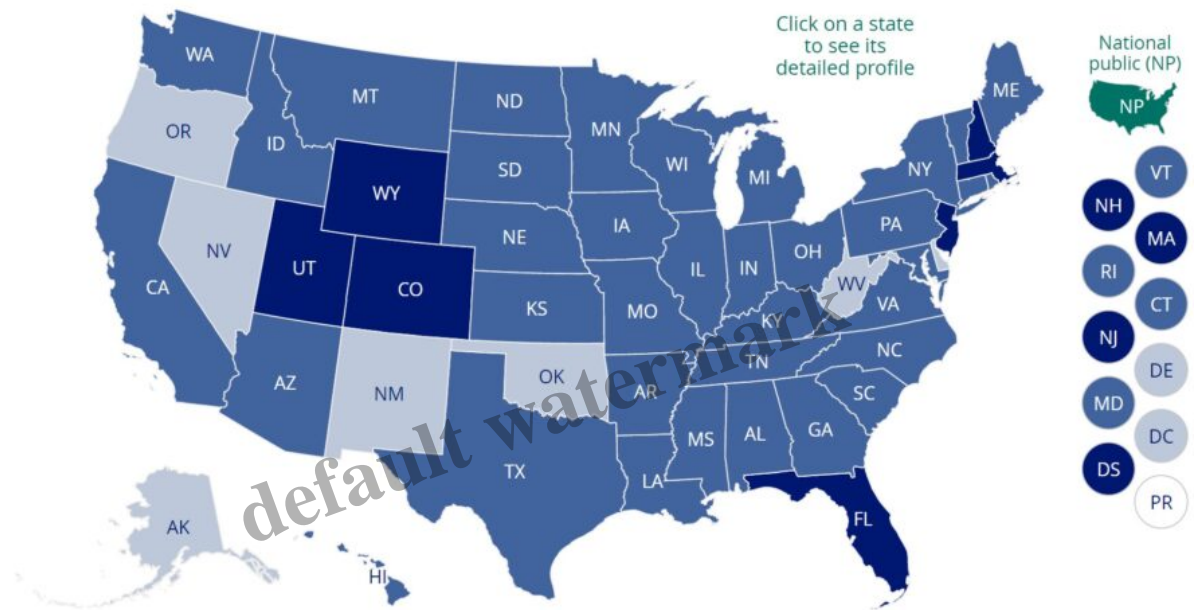 Click on a state
to see its
detailed profile
National
public (NP)
NP
WA
OR
ID
MT
ND
MN
WI
MI
NY
ME
SD
WY
NV
UT
CO
CA
NE
IA
IL
IN
OH
PA
WV
VA
KS
MO
KY
NC
TN
AZ
NM
OK
AR
SC
MS
AL
GA
TX
LA
FL
AK
HI
VT
NH
MA
RI
CT
NJ
DE
MD
DC
DS
PR
default watermark